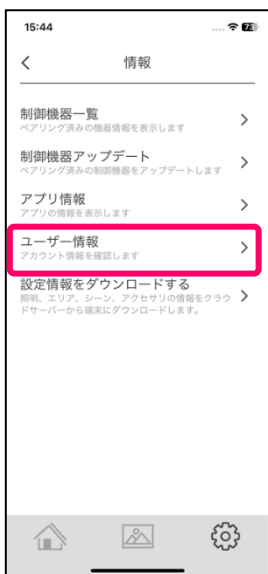 15:44
情報
制御機器一覧
ペアリング済みの機器情報を表示します
制御機器アップデート
ペアリング済みの制御機器をアップデートします
アプリ情報
アプリの情報を表示します
ユーザー情報
アカウント情報を確認します
設定情報をダウンロードする
照明、エリア、シーン、アクセサリの情報をクラウ
ドサーバーから端末にダウンロードします。